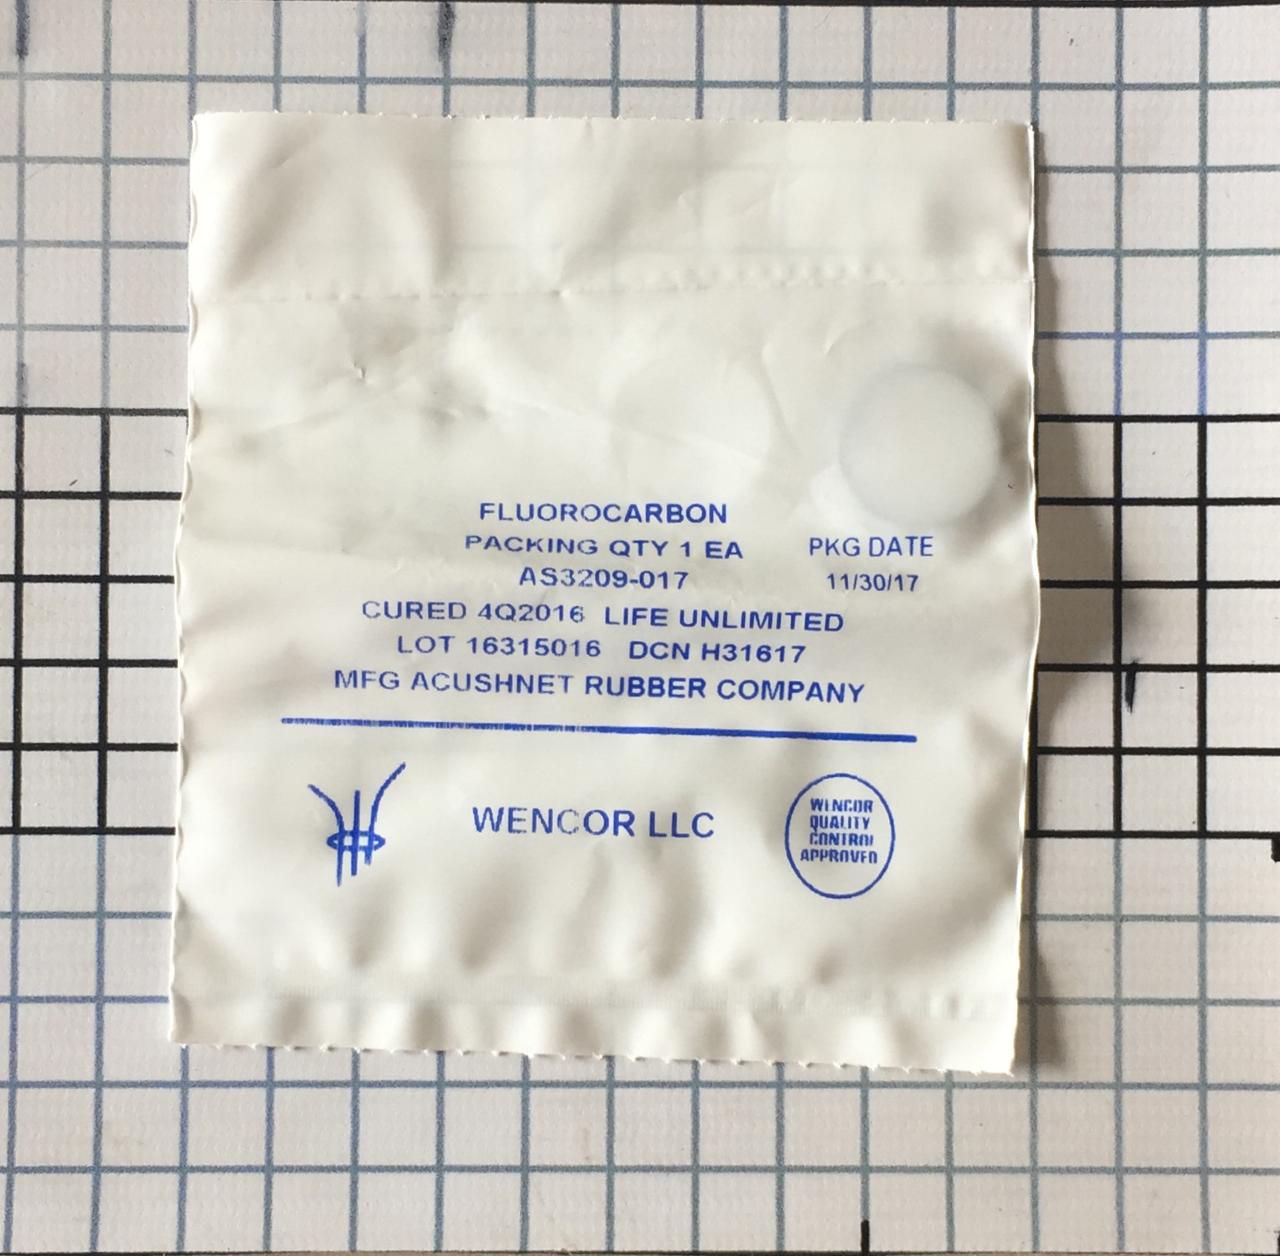 FLUOROCARBON
PACKING QTY 1 EA
AS3209-017
CURED 4Q2016 LIFE UNLIMITED
LOT 16315016 DCN H31617
MFG ACUSHNET RUBBER COMPANY
PKG DATE
11/30/17
WENCOR LLC
WENCOR
QUALITY
CONTROL
APPROVED